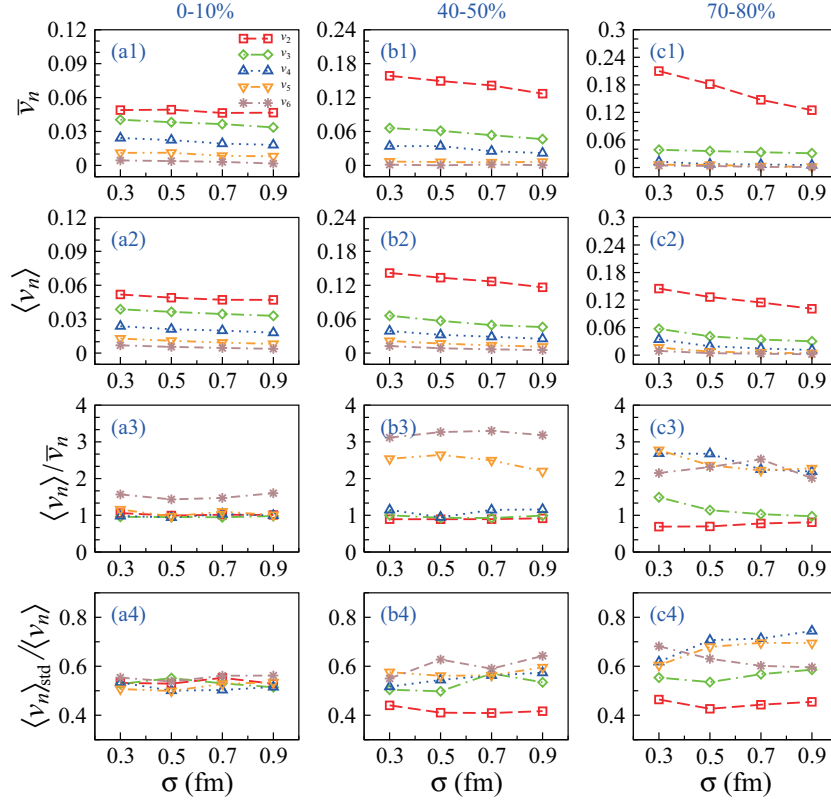 0-10% 40-50% 70-80%
0.12 (a1) v₂ 0.24 (b1) 0.3 (c1)
v₃
0.09 v₄ 0.18 0.24
v₅
v̅ₙ 0.06 v₆ 0.12 0.18
0.03 0.06 0.12
0.06
0 0 0
0.3 0.5 0.7 0.9 0.3 0.5 0.7 0.9 0.3 0.5 0.7 0.9
0.12 (a2) 0.24 (b2) 0.3 (c2)
0.09 0.18 0.24
⟨vₙ⟩ 0.06 0.12 0.18
0.03 0.06 0.12
0.06
0 0 0
0.3 0.5 0.7 0.9 0.3 0.5 0.7 0.9 0.3 0.5 0.7 0.9
4 (a3) 4 (b3) 4 (c3)
3 3 3
⟨vₙ⟩/v̅ₙ 2 2 2
1 1 1
0 0 0
0.3 0.5 0.7 0.9 0.3 0.5 0.7 0.9 0.3 0.5 0.7 0.9
0.8 (a4) 0.8 (b4) 0.8 (c4)
⟨vₙ⟩std/⟨vₙ⟩ 0.6 0.6 0.6
0.4 0.4 0.4
0.3 0.5 0.7 0.9 0.3 0.5 0.7 0.9 0.3 0.5 0.7 0.9
σ (fm) σ (fm) σ (fm)